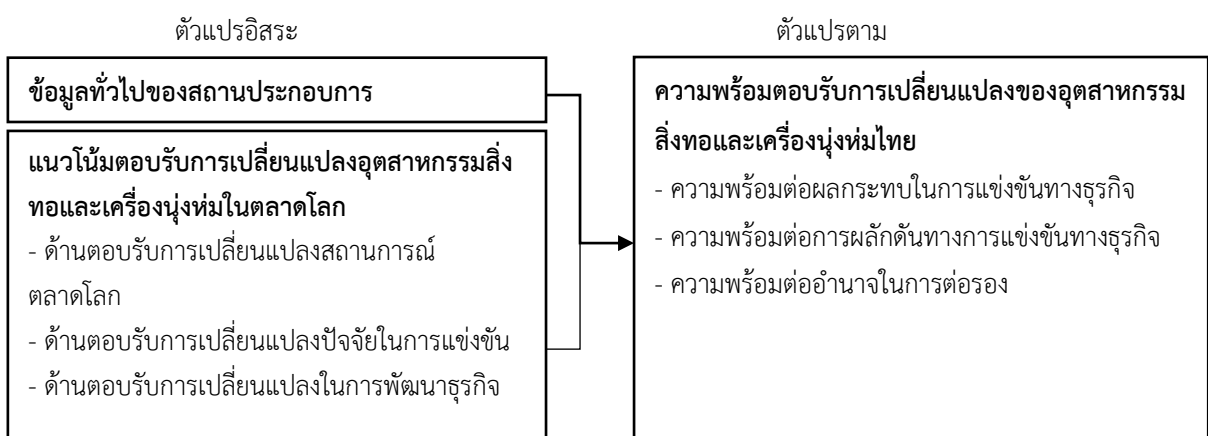 ตัวแปรอิสระ
ตัวแปรตาม
ข้อมูลทั่วไปของสถานประกอบการ
แนวโน้มตอบรับการเปลี่ยนแปลงอุตสาหกรรมสิ่ง
ทอและเครื่องนุ่งห่มในตลาดโลก
- ด้านตอบรับการเปลี่ยนแปลงสถานการณ์
ตลาดโลก
- ด้านตอบรับการเปลี่ยนแปลงปัจจัยในการแข่งขัน
- ด้านตอบรับการเปลี่ยนแปลงในการพัฒนาธุรกิจ
ความพร้อมตอบรับการเปลี่ยนแปลงของอุตสาหกรรม
สิ่งทอและเครื่องนุ่งห่มไทย
- ความพร้อมต่อผลกระทบในการแข่งขันทางธุรกิจ
- ความพร้อมต่อการผลักดันทางการแข่งขันทางธุรกิจ
- ความพร้อมต่ออำนาจในการต่อรอง